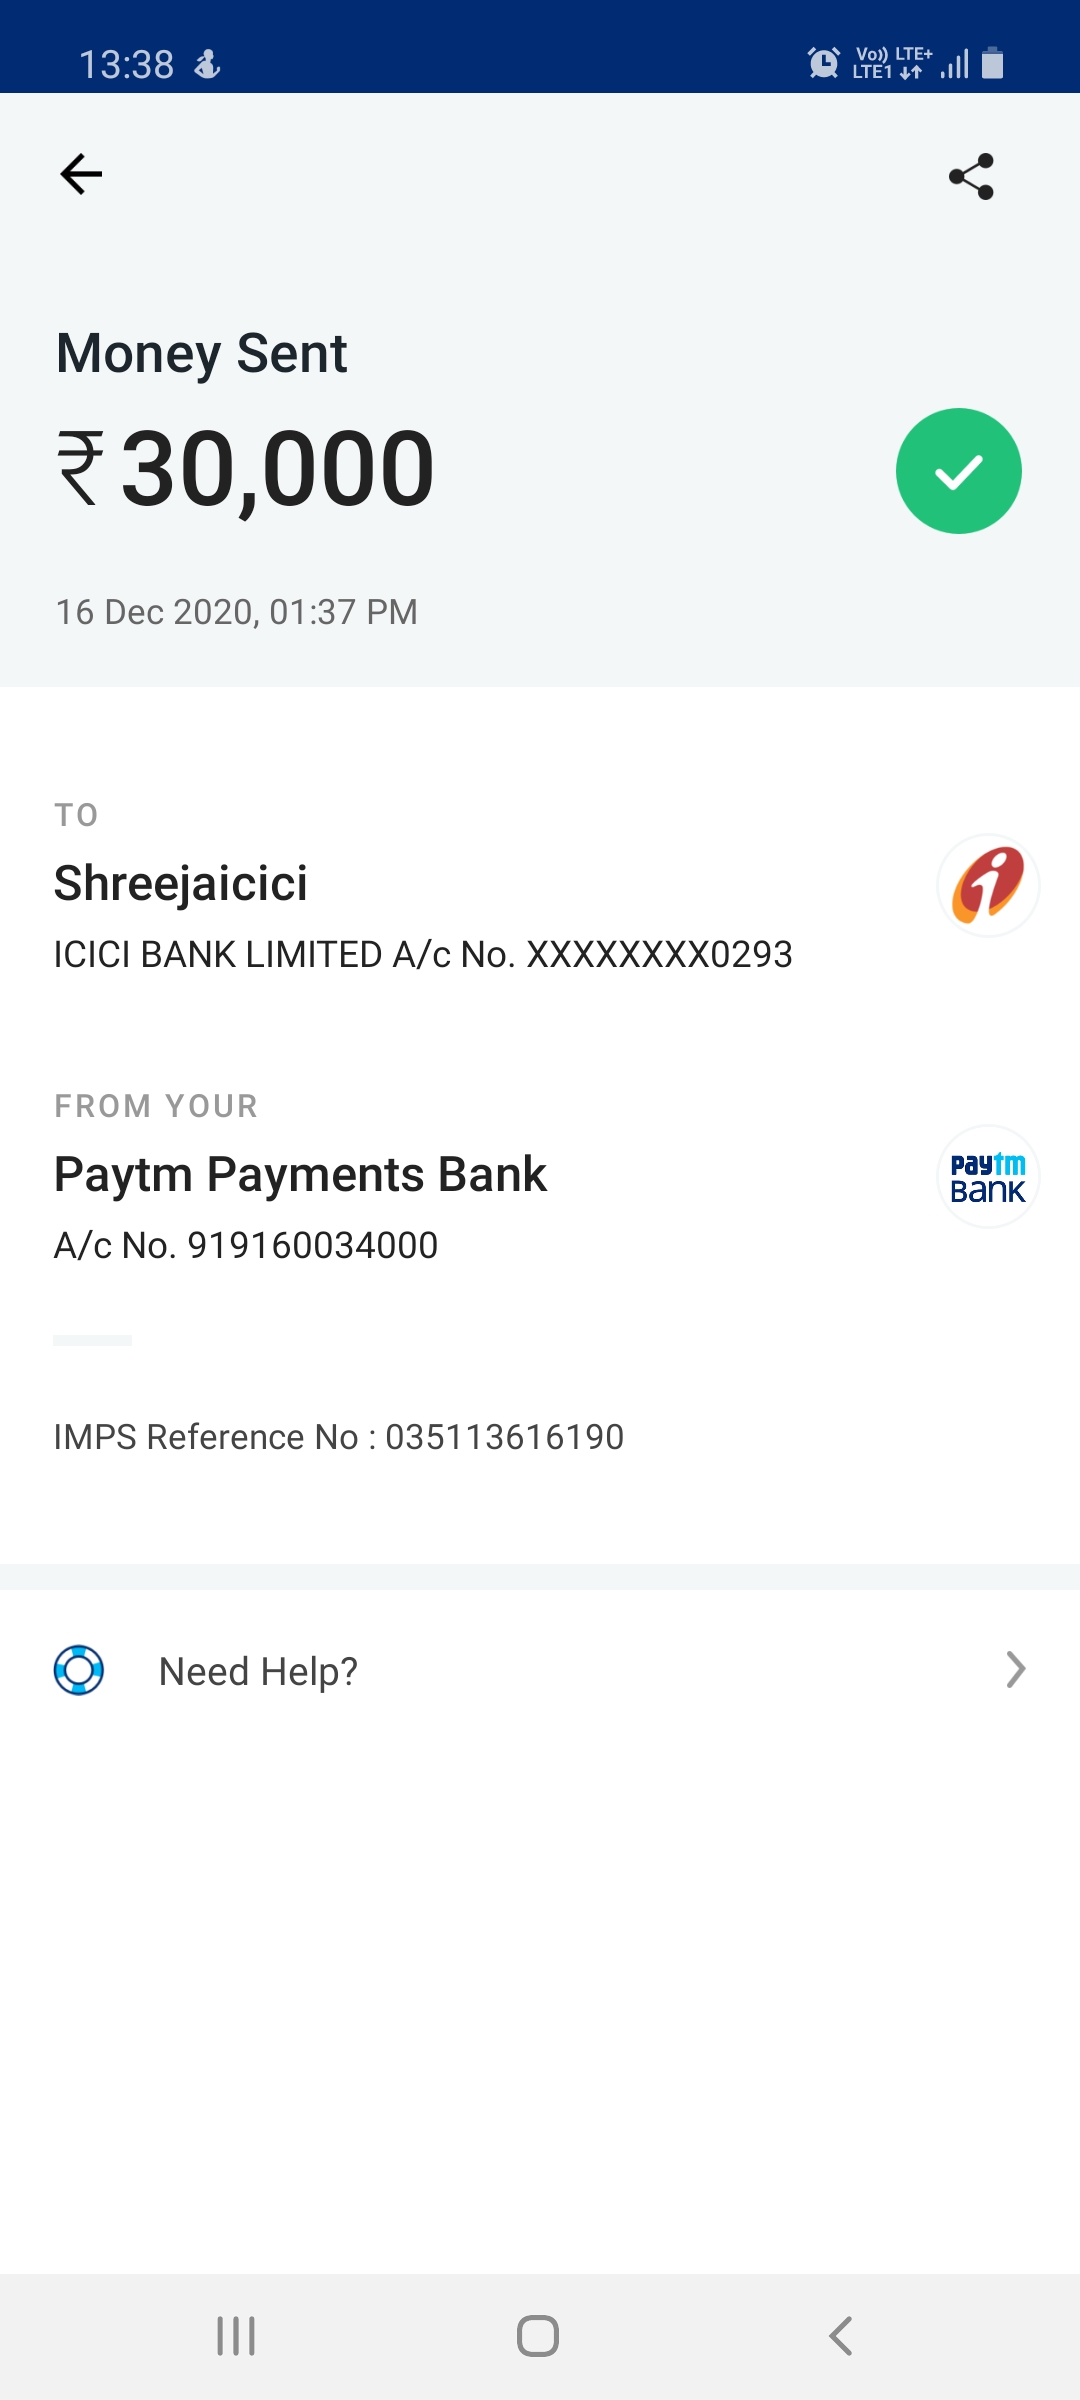 13:38
Vo)) LTE+
LTE1
Money Sent
₹30,000
16 Dec 2020, 01:37 PM
TO
Shreejaicici
ICICI BANK LIMITED A/c No. XXXXXXXX0293
FROM YOUR
Paytm Payments Bank
paytm
BANK
A/c No. 919160034000
IMPS Reference No : 035113616190
Need Help?